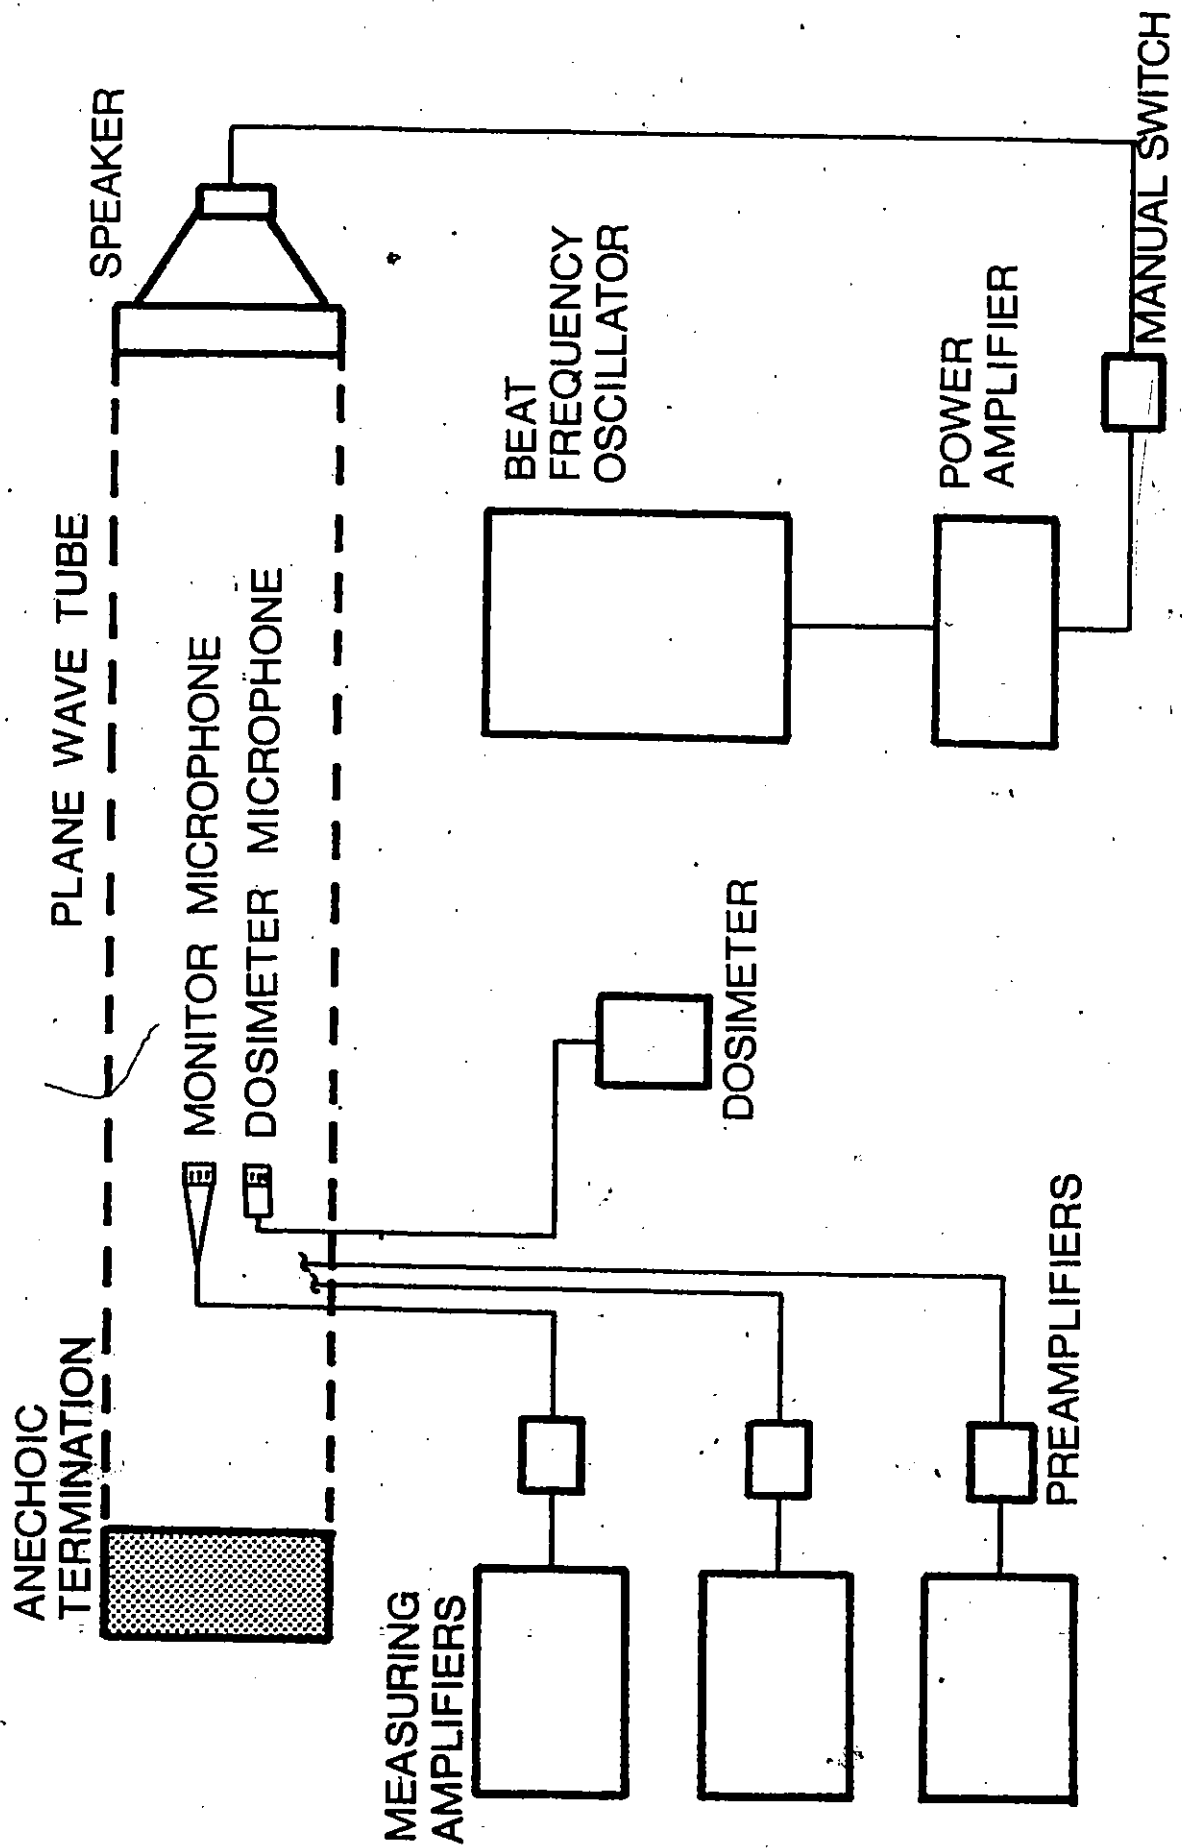 ANECHOIC
TERMINATION
PLANE WAVE TUBE
SPEAKER
MONITOR MICROPHONE
DOSIMETER MICROPHONE
MEASURING
AMPLIFIERS
BEAT
FREQUENCY
OSCILLATOR
DOSIMETER
POWER
AMPLIFIER
PREAMPLIFIERS
MANUAL SWITCH